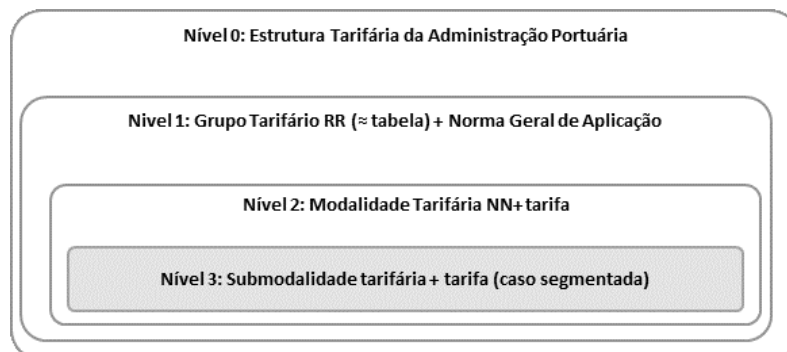 Nível 0: Estrutura Tarifária da Administração Portuária
Nivel 1: Grupo Tarifário RR (≈ tabela) + Norma Geral de Aplicação
Nível 2: Modalidade Tarifária NN+ tarifa
Nível 3: Submodalidade tarifária + tarifa (caso segmentada)